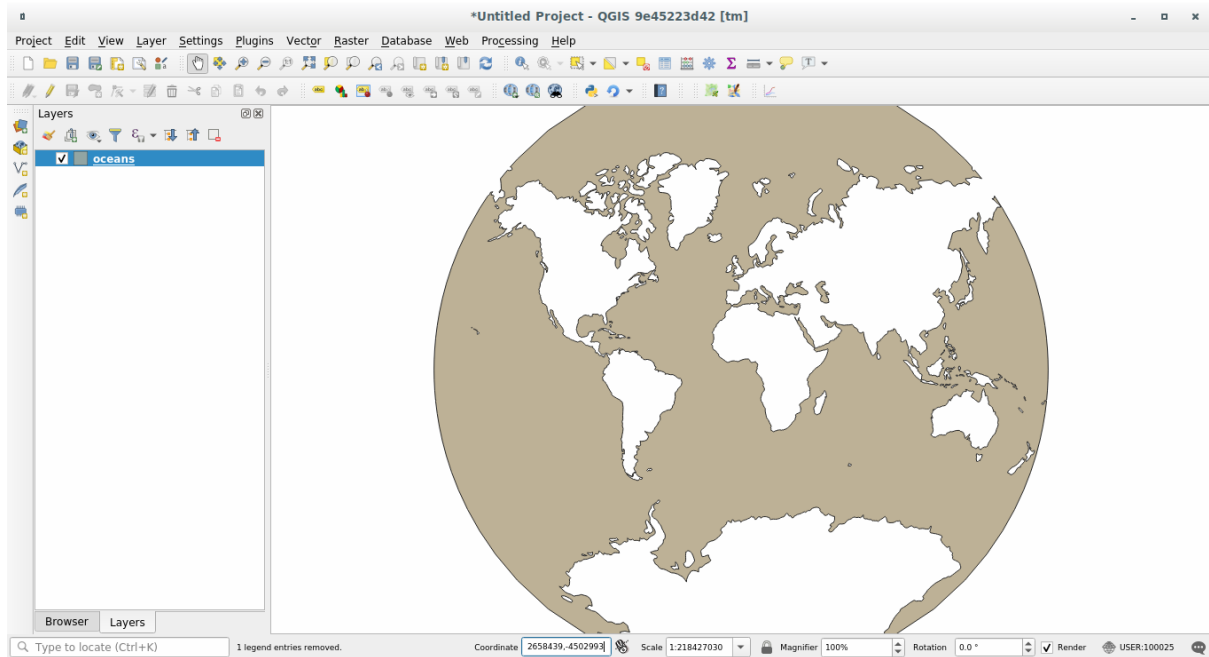 *Untitled Project - QGIS 9e45223d42 [tm]
Project Edit View Layer Settings Plugins Vector Raster Database Web Processing Help
Layers
oceans
Browser Layers
Type to locate (Ctrl+K) 1 legend entries removed. Coordinate 2658439,-4502993 Scale 1:218427030 Magnifier 100% Rotation 0.0 ° Render USER:100025